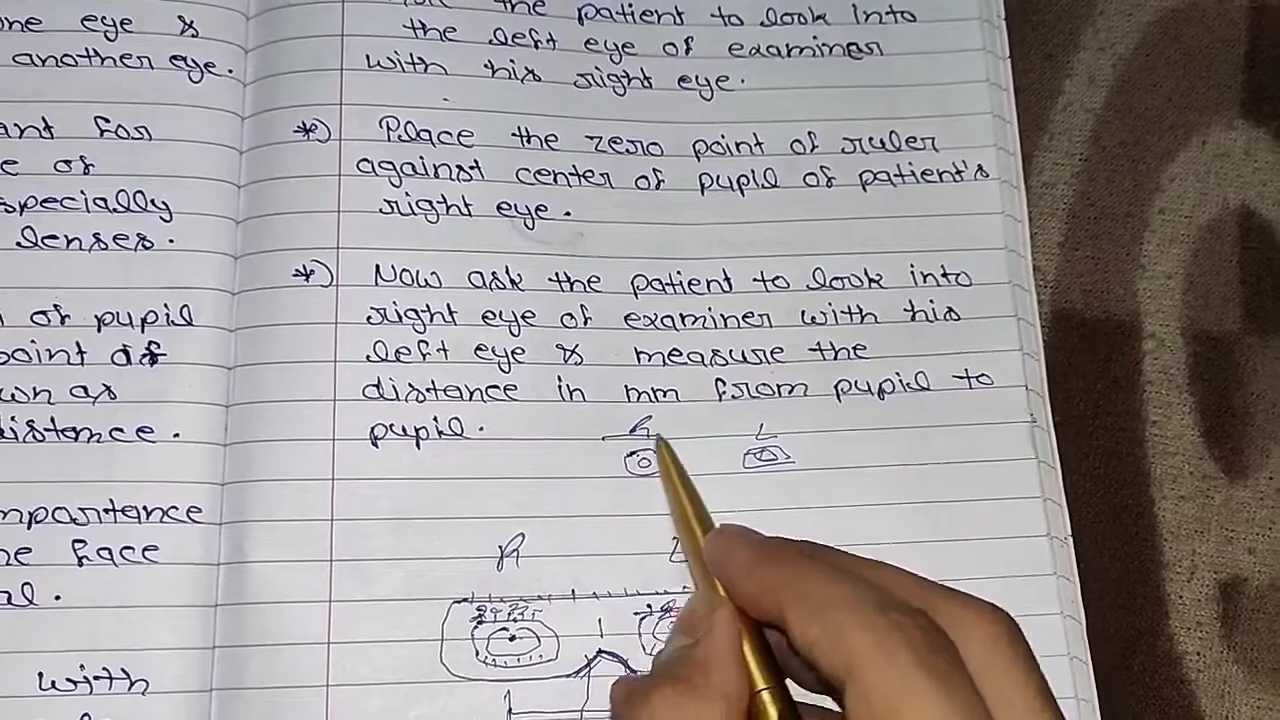 one eye &
another eye.
ant for
e of
specially
lenses.
of pupil
point of
wn as
distance.
mportance
he face
al.
with
the patient to look into
the left eye of examiner
with his right eye.
*) Place the zero point of ruler
against center of pupil of patient's
right eye.
*) Now ask the patient to look into
right eye of examiner with his
left eye & measure the
distance in mm from pupil to
pupil.
R L
R L